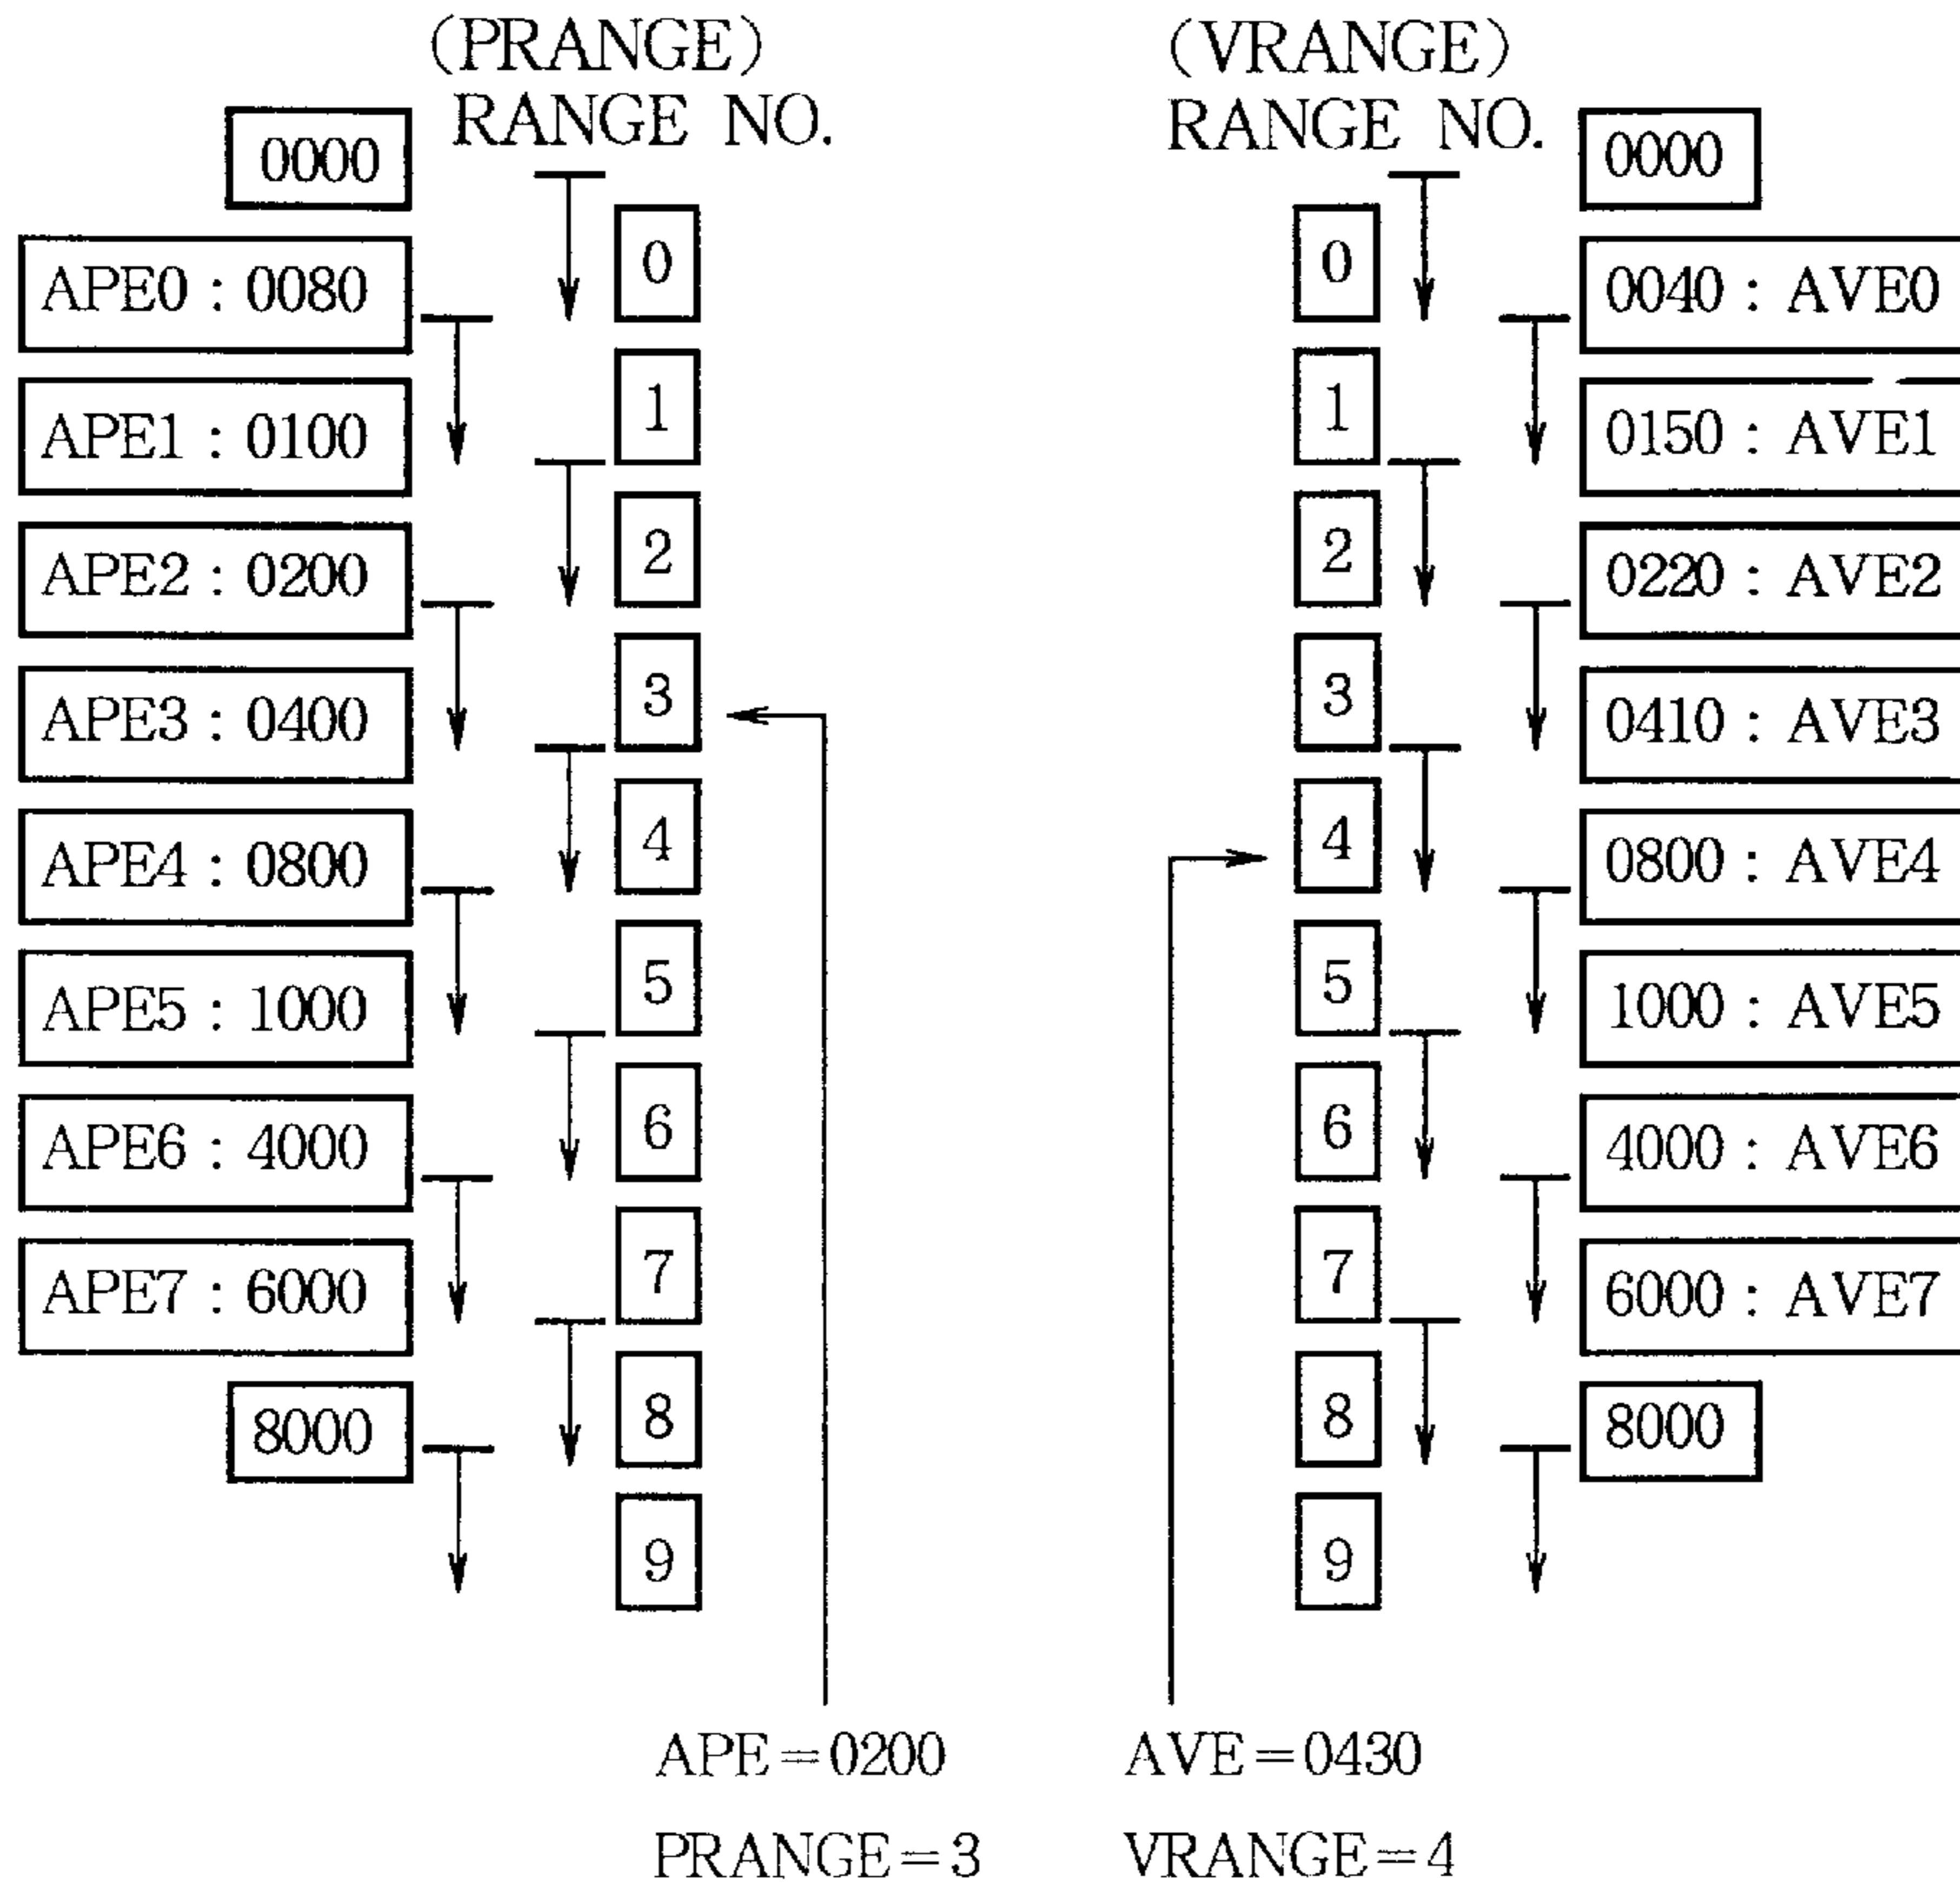 (PRANGE)
RANGE NO.
0000
APE0 : 0080
APE1 : 0100
APE2 : 0200
APE3 : 0400
APE4 : 0800
APE5 : 1000
APE6 : 4000
APE7 : 6000
8000
0
1
2
3
4
5
6
7
8
9
APE=0200
PRANGE=3
(VRANGE)
RANGE NO.
0
1
2
3
4
5
6
7
8
9
0000
0040 : AVE0
0150 : AVE1
0220 : AVE2
0410 : AVE3
0800 : AVE4
1000 : AVE5
4000 : AVE6
6000 : AVE7
8000
AVE=0430
VRANGE=4